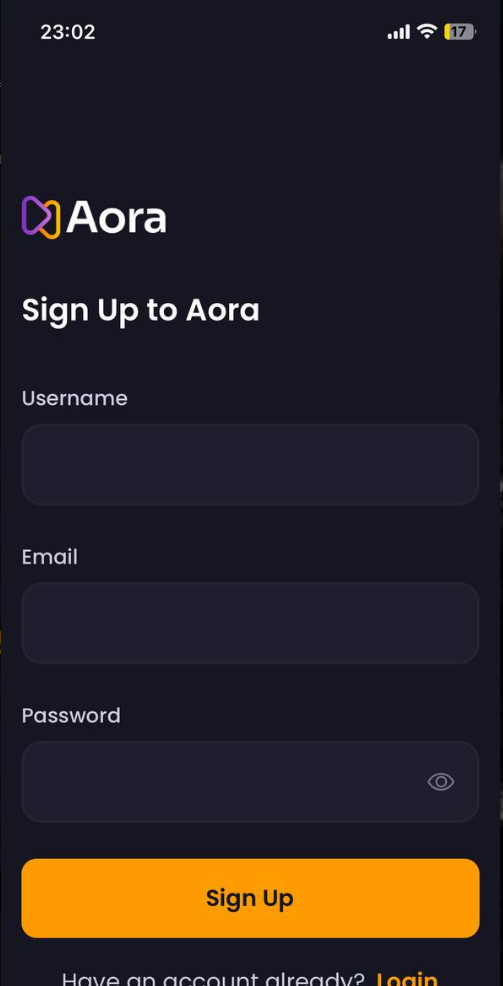 23:02
17
Aora
Sign Up to Aora
Username
Email
Password
Sign Up
Have an account already? Login